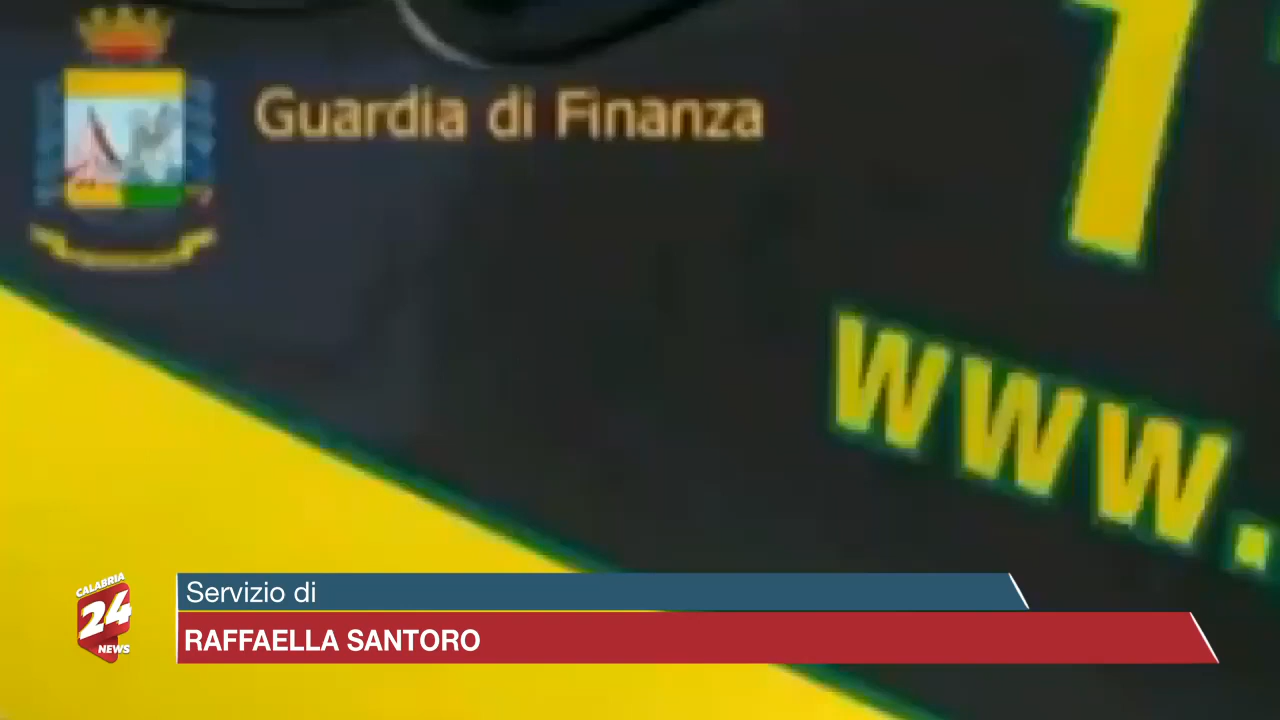 Guardia di Finanza
1
www.
Servizio di
RAFFAELLA SANTORO
CALABRIA
24
NEWS